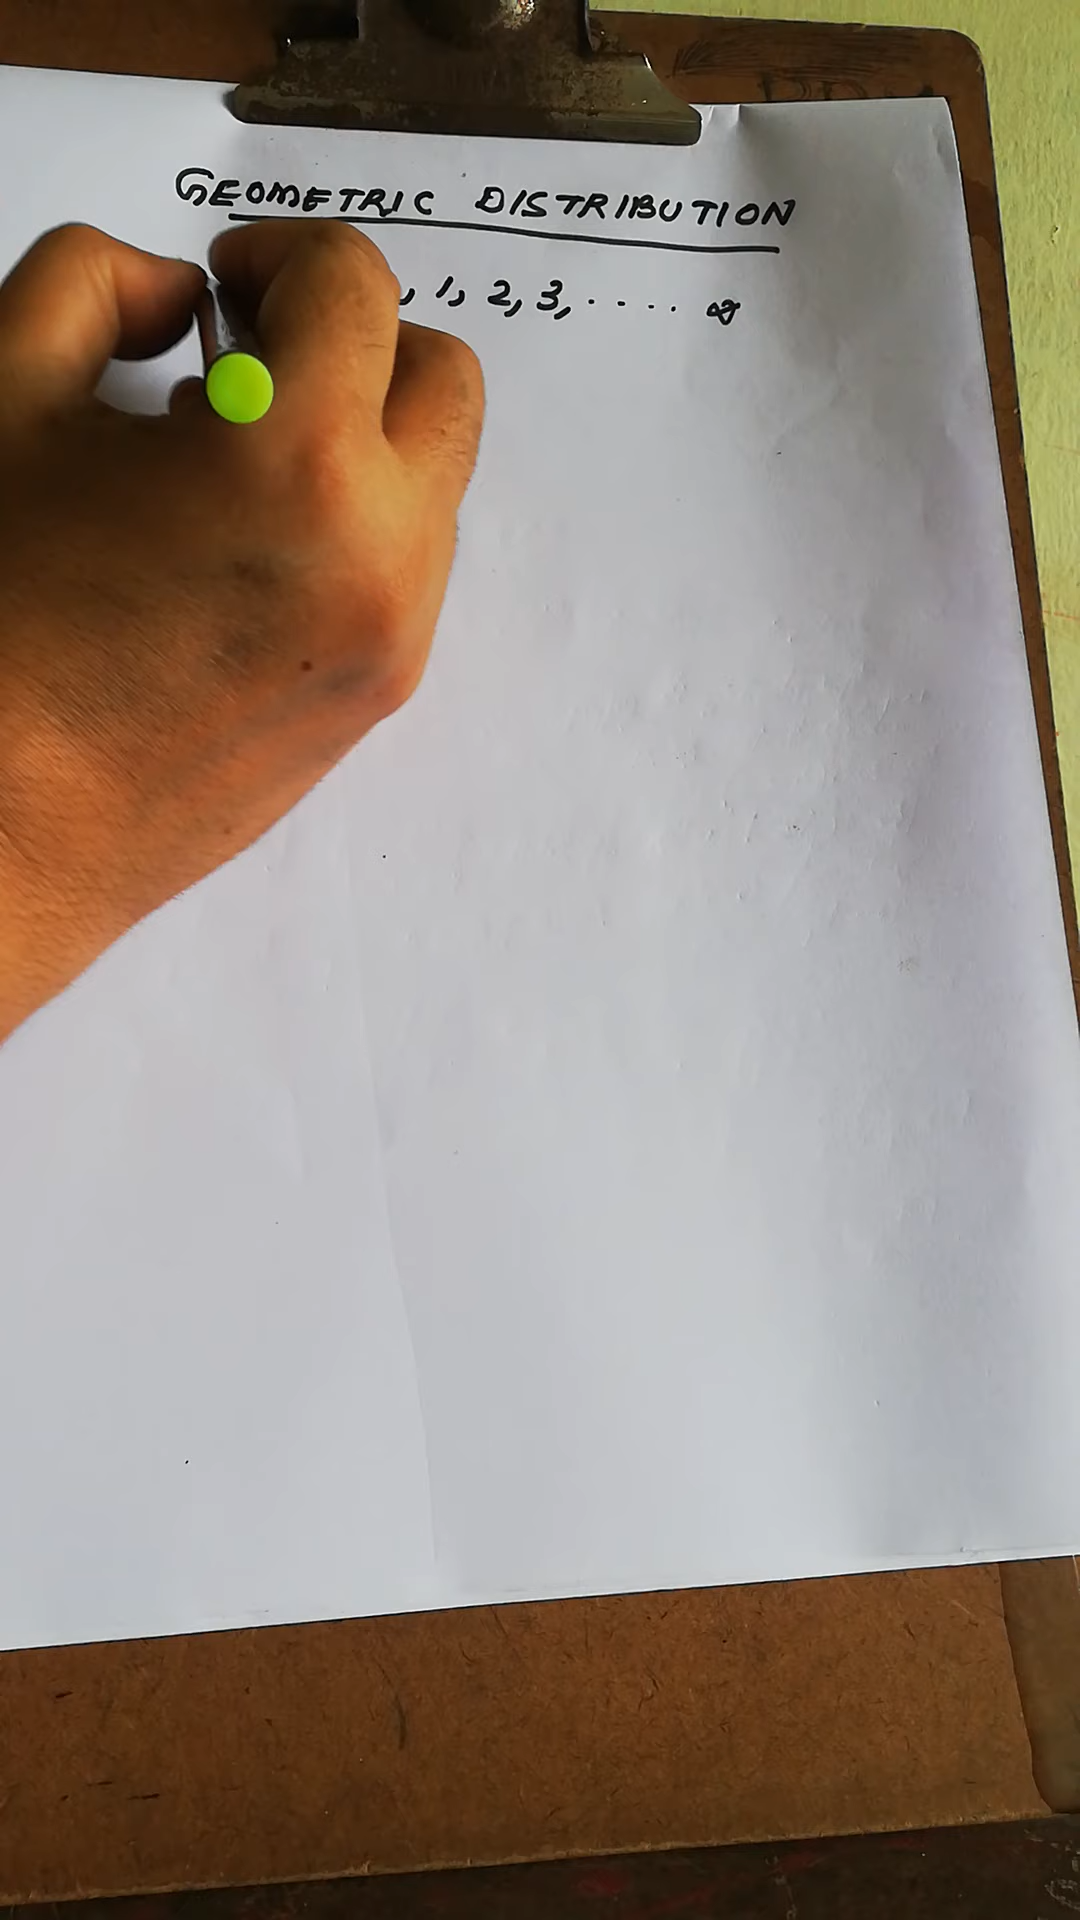 GEOMETRIC DISTRIBUTION
, 1, 2, 3, .... ∞